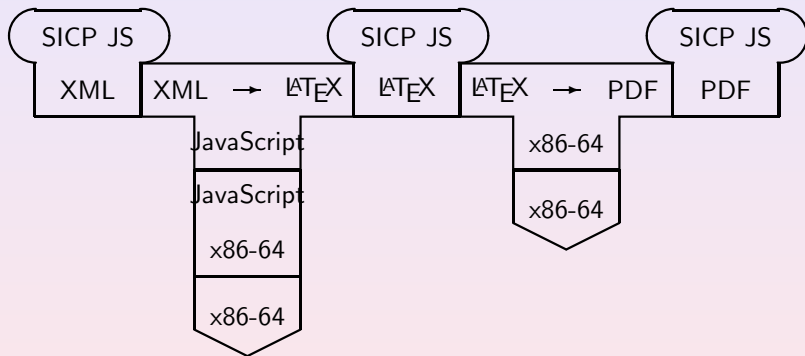 SICP JS SICP JS SICP JS
XML XML → LATEX LATEX LATEX → PDF PDF
JavaScript x86-64
JavaScript x86-64
x86-64
x86-64